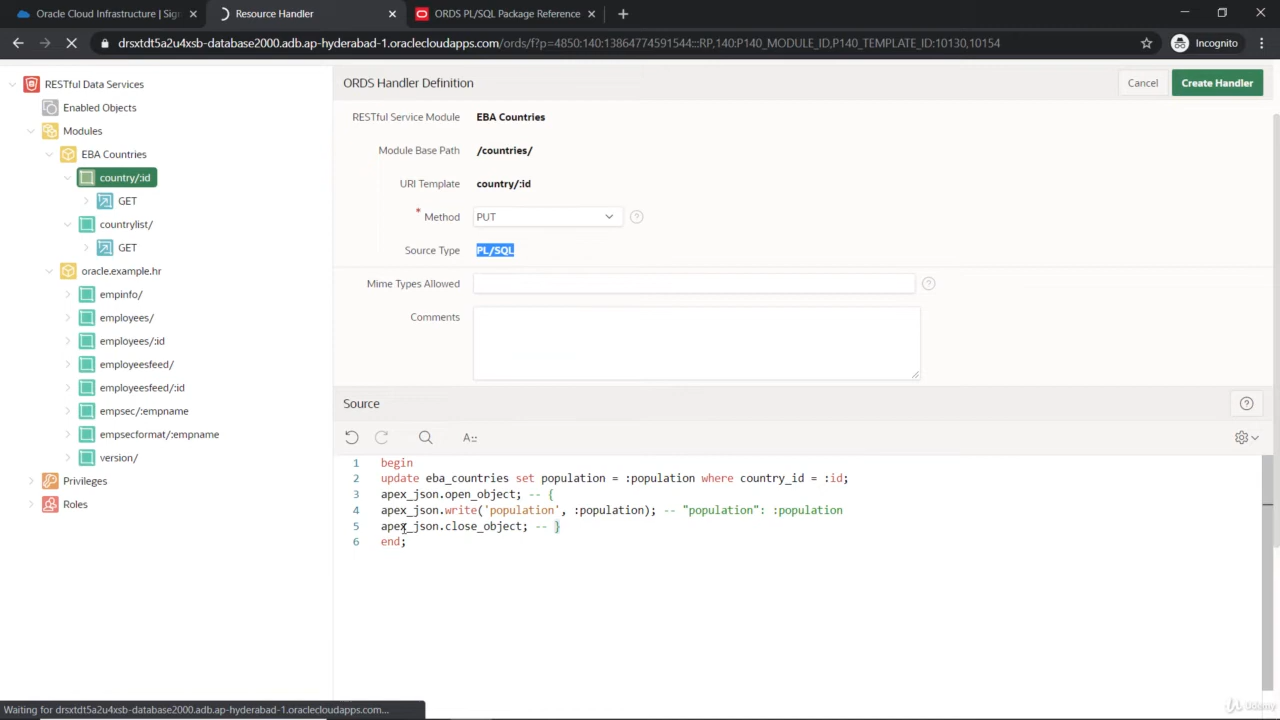 Oracle Cloud Infrastructure | Sign
Resource Handler
ORDS PL/SQL Package Reference
drsxtdt5a2u4xsb-database2000.adb.ap-hyderabad-1.oraclecloudapps.com/ords/f?p=4850:140:13864774591544:::RP,140:P140_MODULE_ID,P140_TEMPLATE_ID:10130,10154
Incognito
RESTful Data Services
Enabled Objects
Modules
EBA Countries
country/:id
GET
countrylist/
GET
oracle.example.hr
empinfo/
employees/
employees/:id
employeesfeed/
employeesfeed/:id
empsec/:empname
empsecformat/:empname
version/
Privileges
Roles
ORDS Handler Definition
Cancel
Create Handler
RESTful Service Module EBA Countries
Module Base Path /countries/
URI Template country/:id
* Method PUT
Source Type PL/SQL
Mime Types Allowed
Comments
Source
A::
1 begin
2 update eba_countries set population = :population where country_id = :id;
3 apex_json.open_object; -- {
4 apex_json.write('population', :population); -- "population": :population
5 apex_json.close_object; -- }
6 end;
Waiting for drsxtdt5a2u4xsb-database2000.adb.ap-hyderabad-1.oraclecloudapps.com...
Udemy